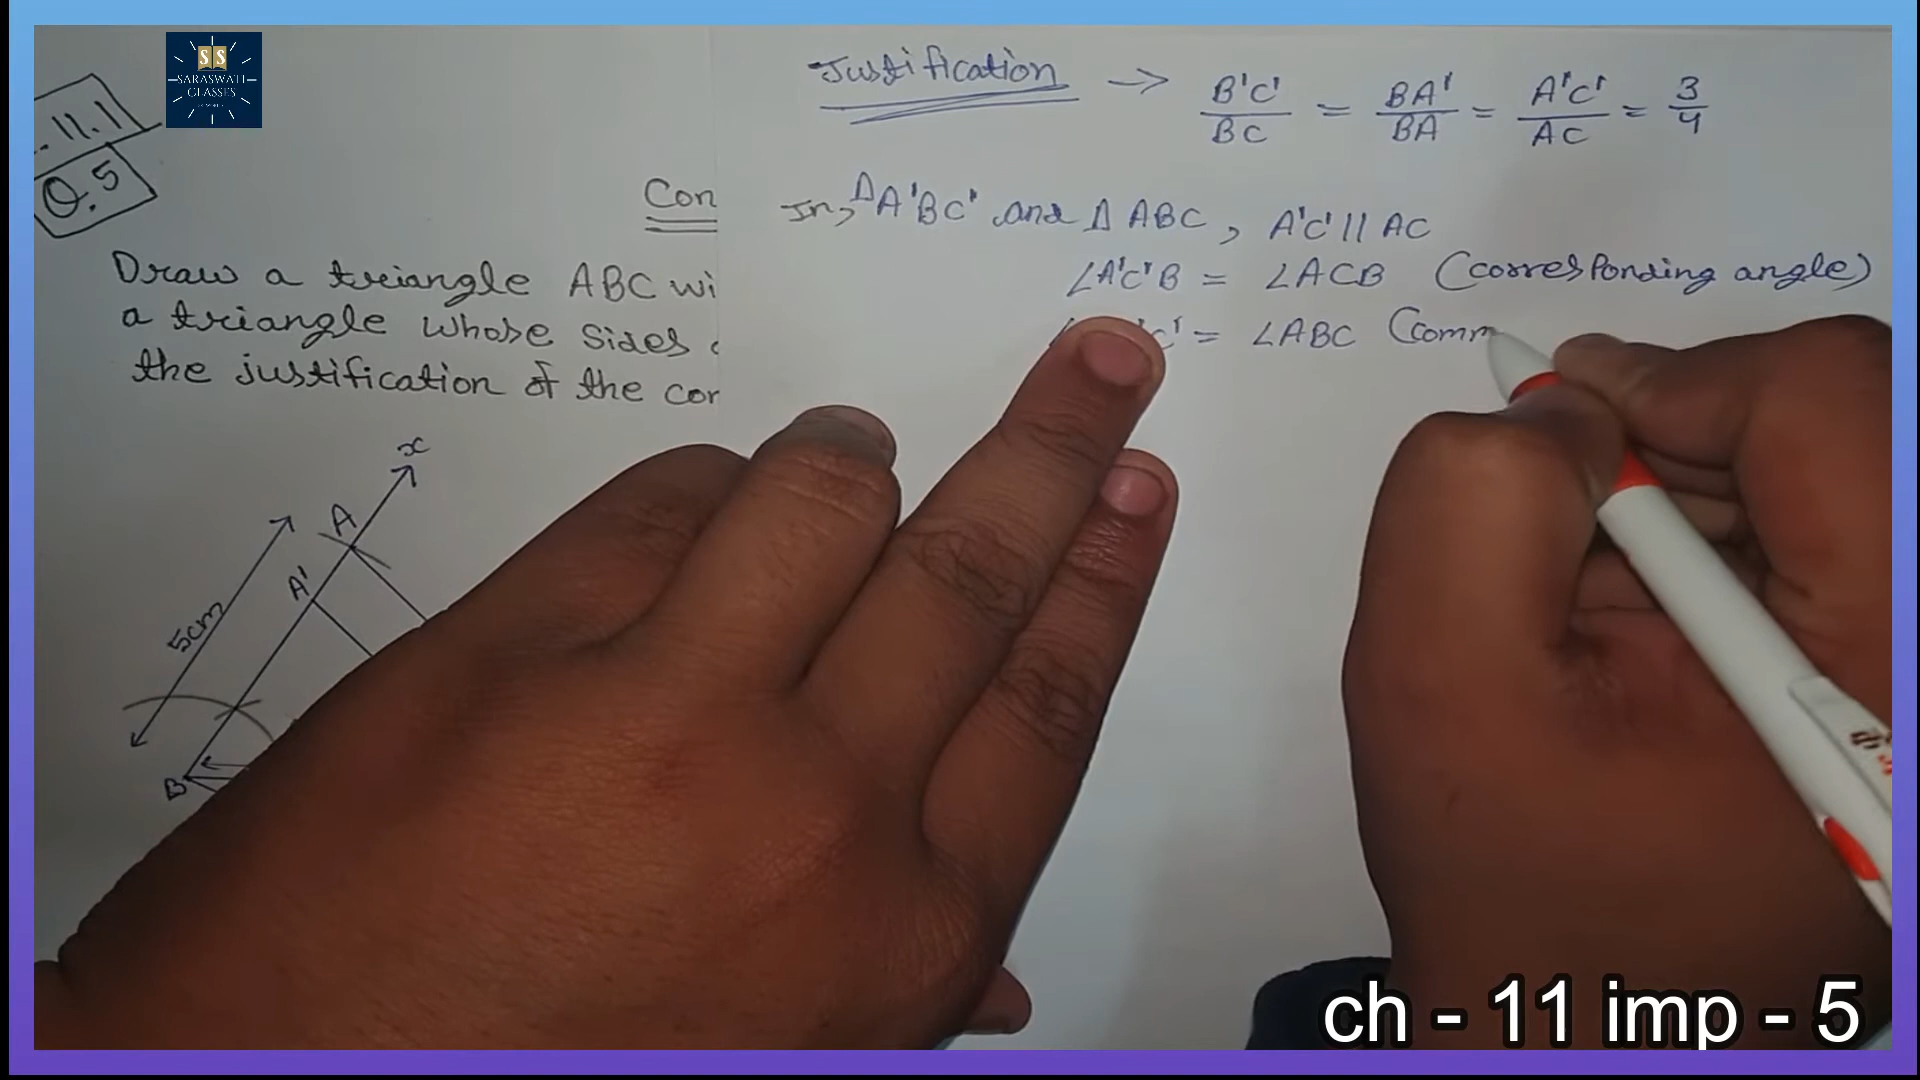 SS
SARASWATI
CLASSES
11.1
Q.5
Con
Draw a triangle ABC wi
a triangle whose sides
the justification of the con
x
A
A'
5cm
B
Justification → B'C'/BC = BA'/BA = A'C'/AC = 3/4
In, ΔA'BC' and Δ ABC, A'C' // AC
∠A'C'B = ∠ACB (corresponding angle)
C' = ∠ABC (comm
ch - 11 imp - 5